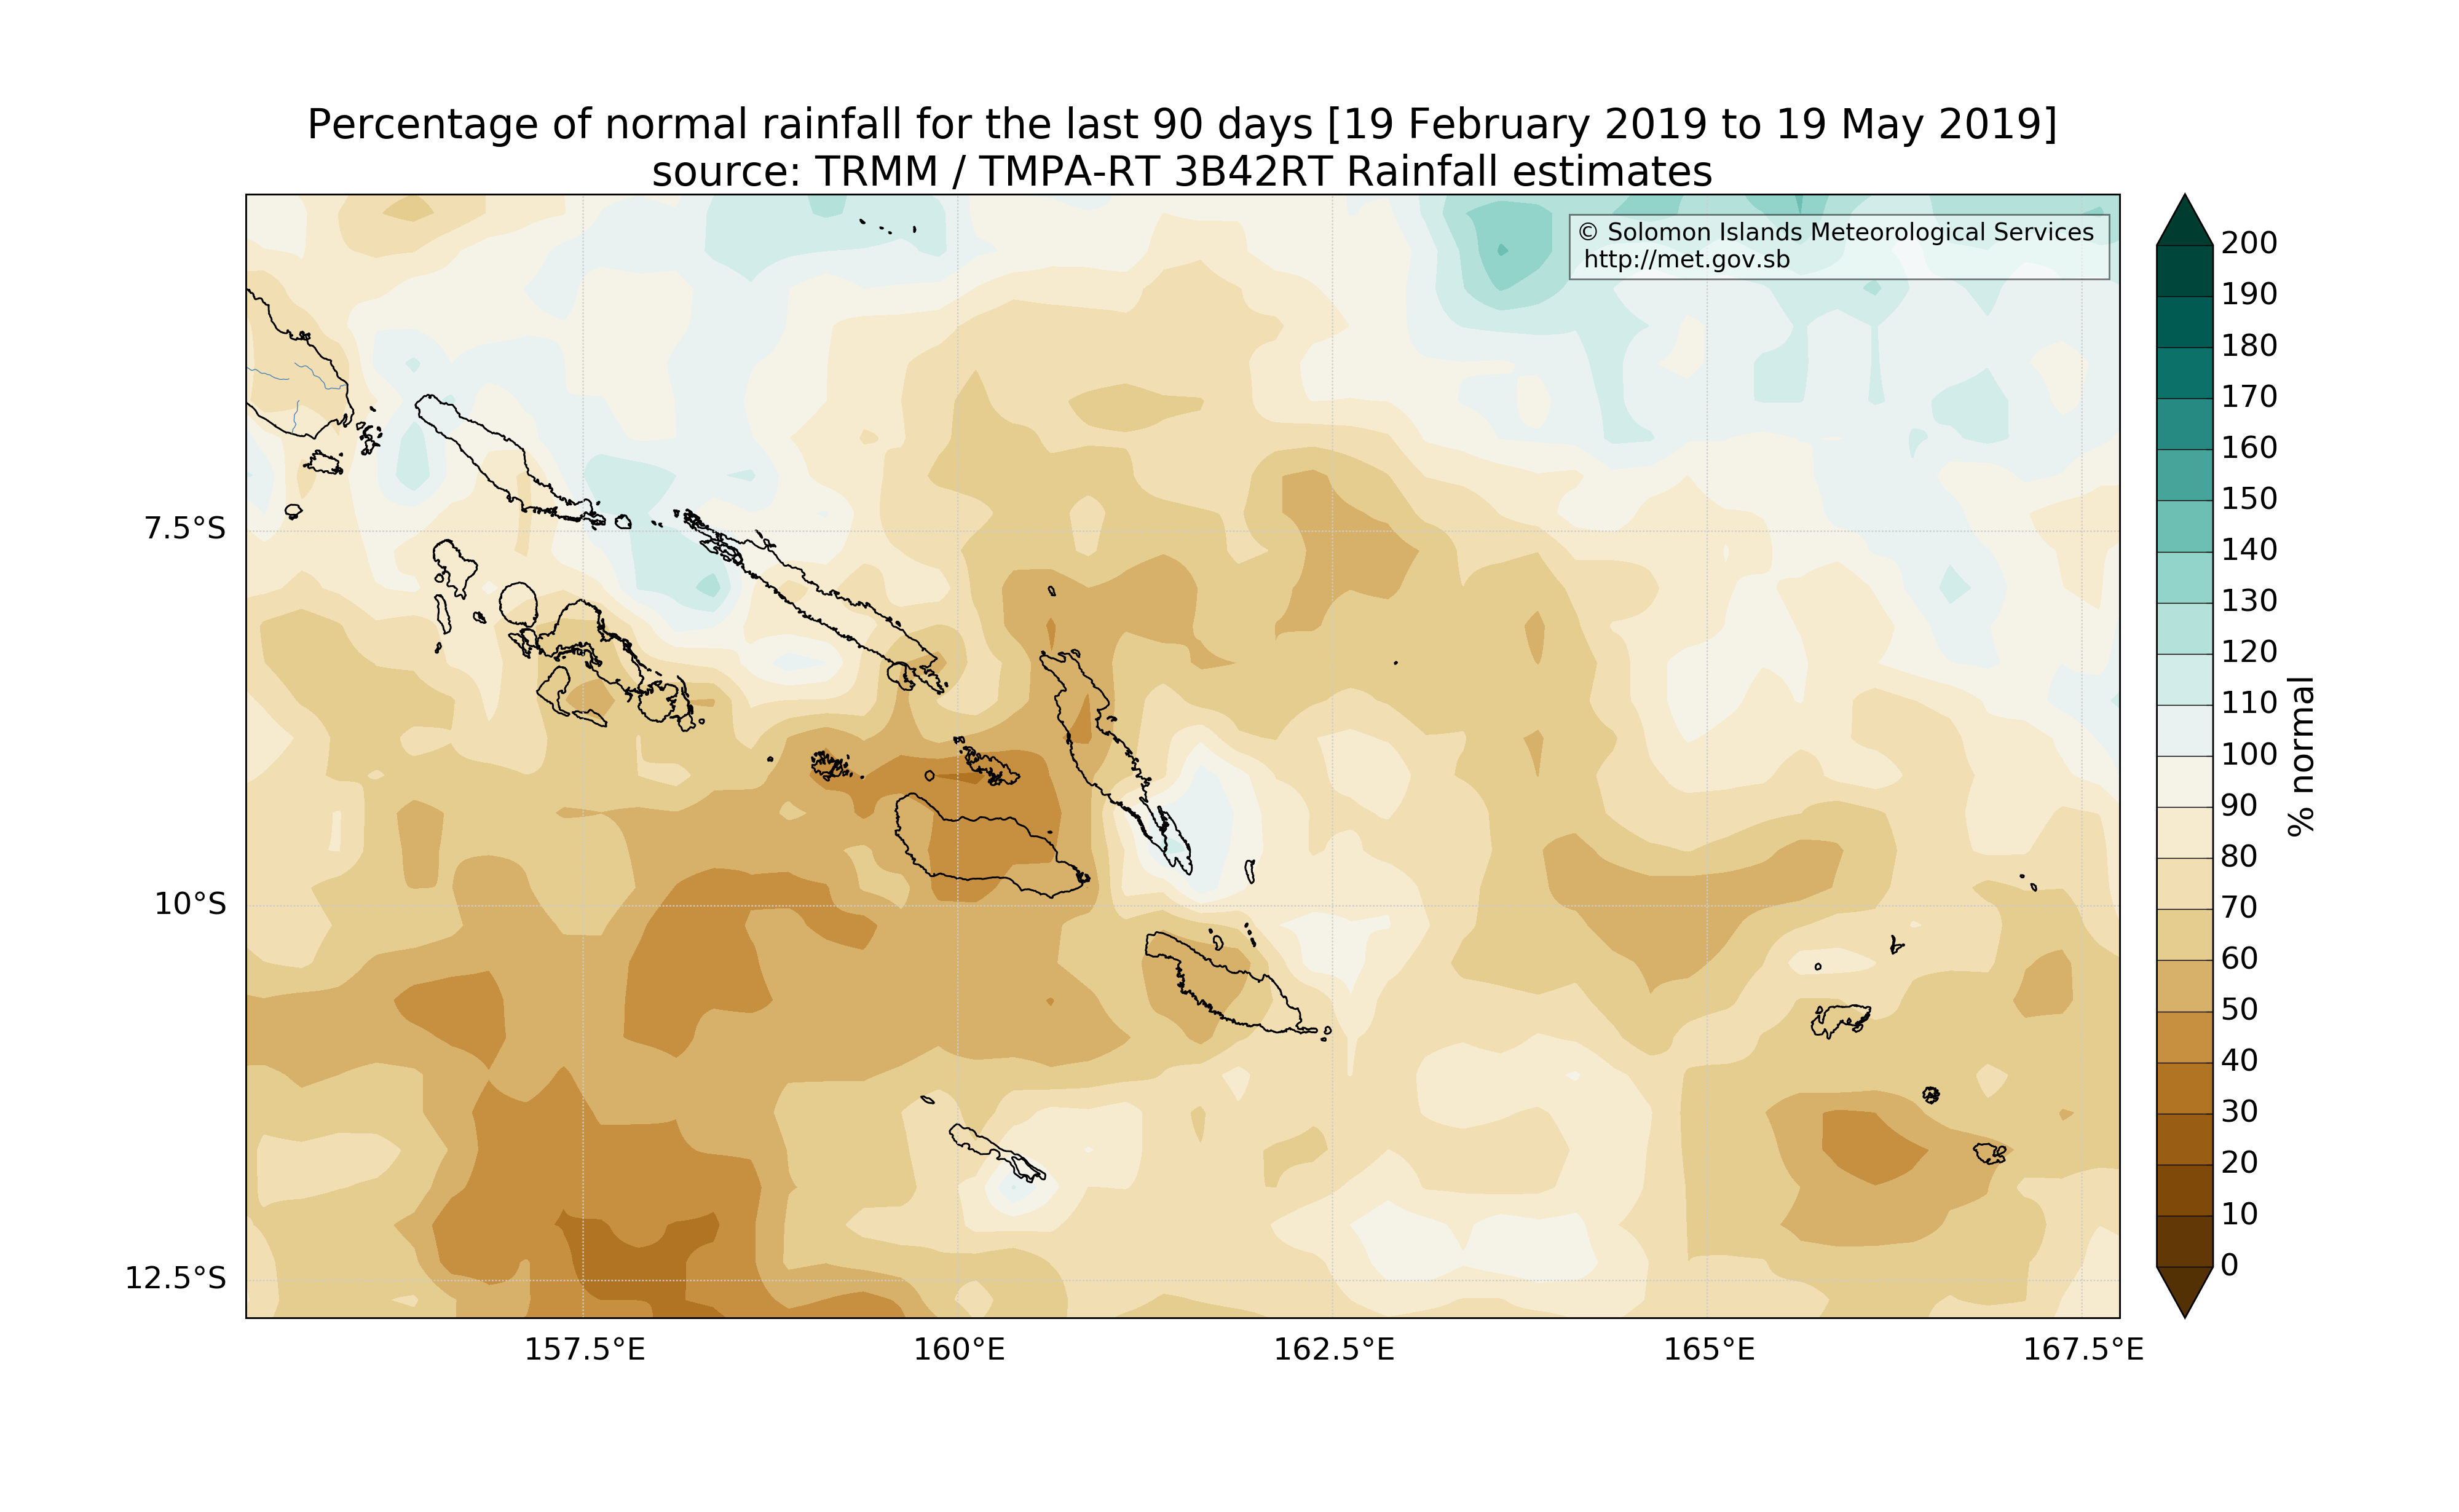 Percentage of normal rainfall for the last 90 days [19 February 2019 to 19 May 2019]
source: TRMM / TMPA-RT 3B42RT Rainfall estimates
© Solomon Islands Meteorological Services
http://met.gov.sb
7.5°S
10°S
12.5°S
157.5°E
160°E
162.5°E
165°E
167.5°E
200
190
180
170
160
150
140
130
120
110
100
90
80
70
60
50
40
30
20
10
0
% normal